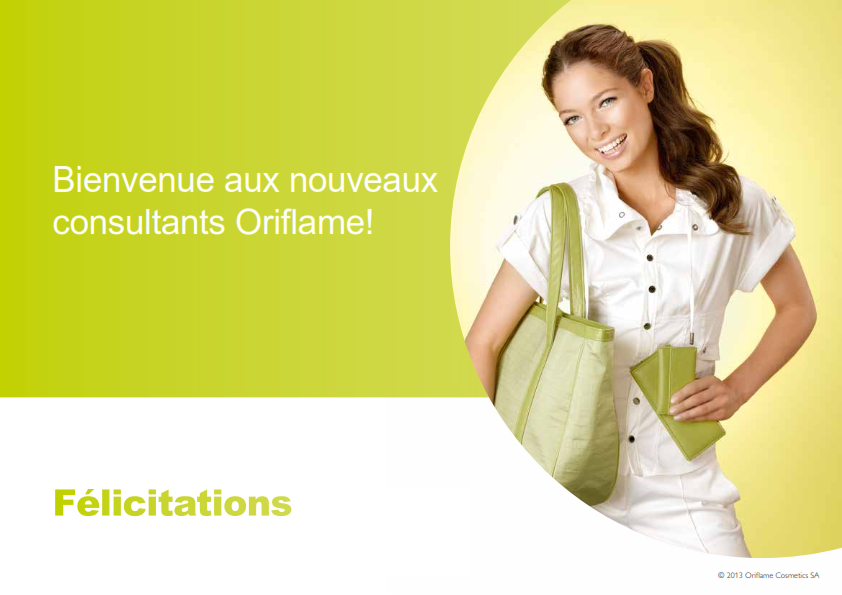 Bienvenue aux nouveaux
consultants Oriflame!
Félicitations
© 2013 Oriflame Cosmetics SA